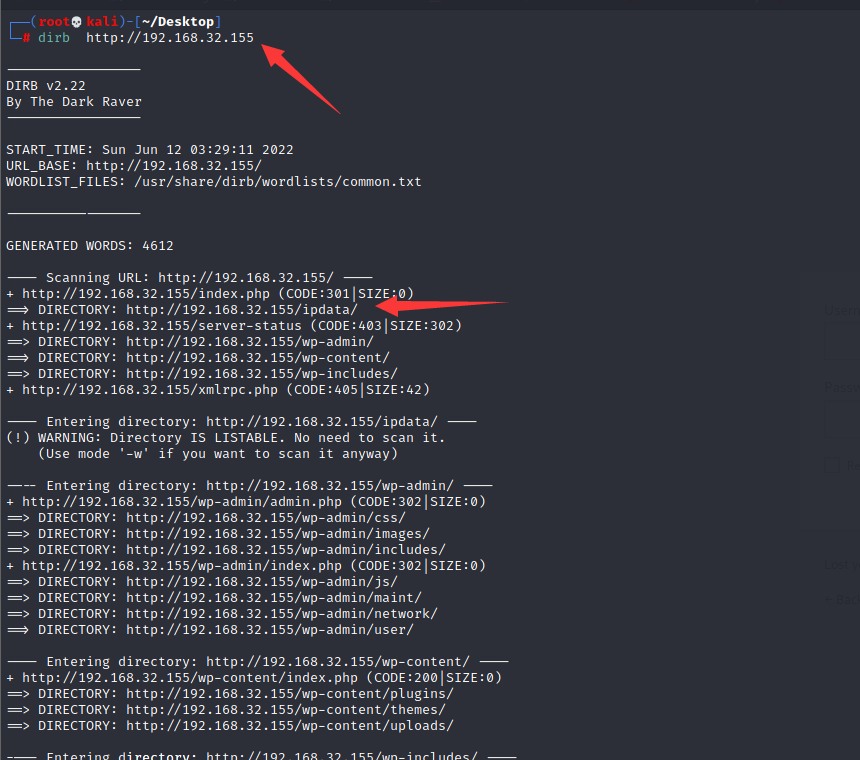 ┌──(root💀kali)-[~/Desktop]
└─# dirb  http://192.168.32.155
─────────────────
DIRB v2.22
By The Dark Raver
─────────────────
START_TIME: Sun Jun 12 03:29:11 2022
URL_BASE: http://192.168.32.155/
WORDLIST_FILES: /usr/share/dirb/wordlists/common.txt
─────────────────
GENERATED WORDS: 4612
──── Scanning URL: http://192.168.32.155/ ────
+ http://192.168.32.155/index.php (CODE:301|SIZE:0)
==> DIRECTORY: http://192.168.32.155/ipdata/
+ http://192.168.32.155/server-status (CODE:403|SIZE:302)
==> DIRECTORY: http://192.168.32.155/wp-admin/
==> DIRECTORY: http://192.168.32.155/wp-content/
==> DIRECTORY: http://192.168.32.155/wp-includes/
+ http://192.168.32.155/xmlrpc.php (CODE:405|SIZE:42)
──── Entering directory: http://192.168.32.155/ipdata/ ────
(!) WARNING: Directory IS LISTABLE. No need to scan it.
    (Use mode '-w' if you want to scan it anyway)
──-- Entering directory: http://192.168.32.155/wp-admin/ ────
+ http://192.168.32.155/wp-admin/admin.php (CODE:302|SIZE:0)
==> DIRECTORY: http://192.168.32.155/wp-admin/css/
==> DIRECTORY: http://192.168.32.155/wp-admin/images/
==> DIRECTORY: http://192.168.32.155/wp-admin/includes/
+ http://192.168.32.155/wp-admin/index.php (CODE:302|SIZE:0)
==> DIRECTORY: http://192.168.32.155/wp-admin/js/
==> DIRECTORY: http://192.168.32.155/wp-admin/maint/
==> DIRECTORY: http://192.168.32.155/wp-admin/network/
==> DIRECTORY: http://192.168.32.155/wp-admin/user/
──── Entering directory: http://192.168.32.155/wp-content/ ────
+ http://192.168.32.155/wp-content/index.php (CODE:200|SIZE:0)
==> DIRECTORY: http://192.168.32.155/wp-content/plugins/
==> DIRECTORY: http://192.168.32.155/wp-content/themes/
==> DIRECTORY: http://192.168.32.155/wp-content/uploads/
──── Entering directory: http://192.168.32.155/wp-includes/ ────